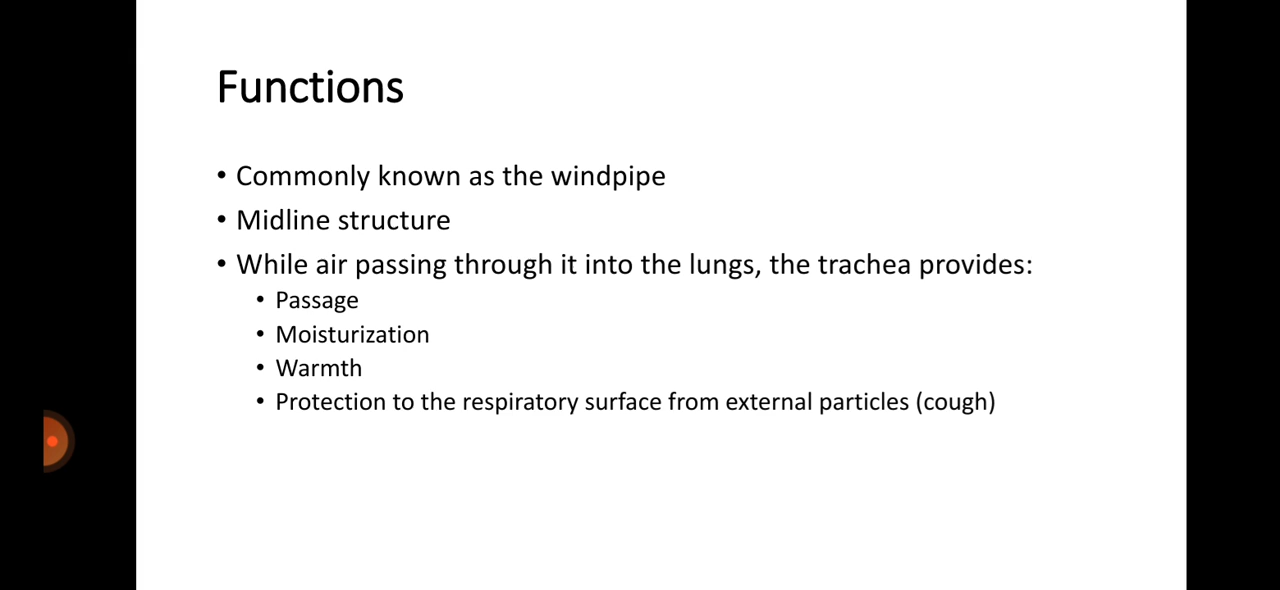 Functions
• Commonly known as the windpipe
• Midline structure
• While air passing through it into the lungs, the trachea provides:
• Passage
• Moisturization
• Warmth
• Protection to the respiratory surface from external particles (cough)